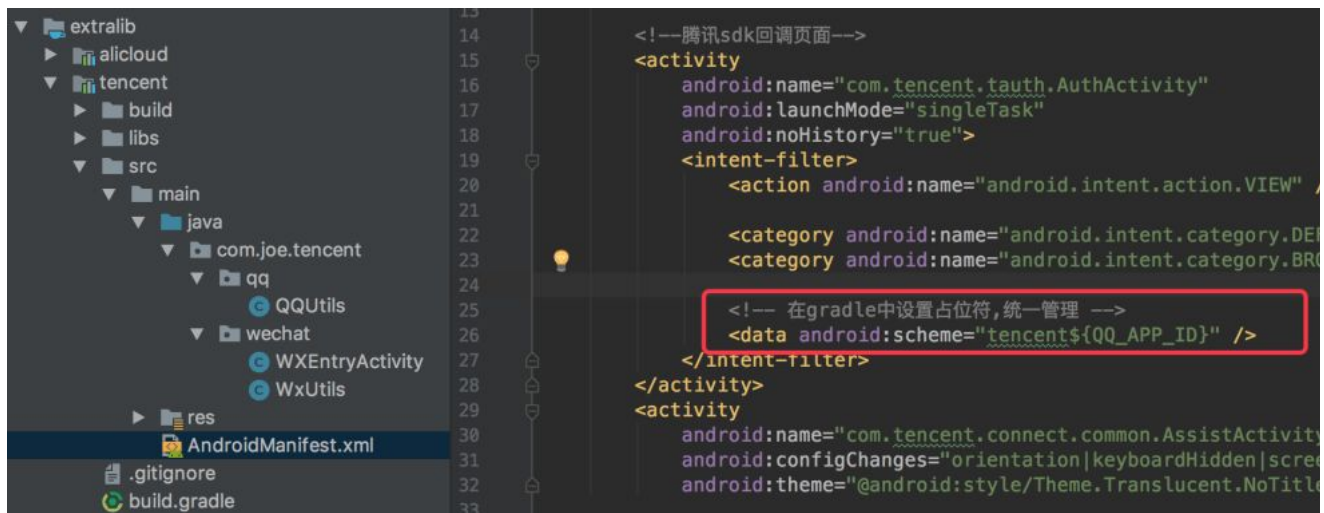 extralib
alicloud
tencent
build
libs
src
main
java
com.joe.tencent
qq
QQUtils
wechat
WXEntryActivity
WxUtils
res
AndroidManifest.xml
.gitignore
build.gradle
13
14 <!--腾讯sdk回调页面-->
15 <activity
16 android:name="com.tencent.tauth.AuthActivity"
17 android:launchMode="singleTask"
18 android:noHistory="true">
19 <intent-filter>
20 <action android:name="android.intent.action.VIEW" /
21
22 <category android:name="android.intent.category.DEF
23 <category android:name="android.intent.category.BRO
24
25 <!-- 在gradle中设置占位符,统一管理 -->
26 <data android:scheme="tencent${QQ_APP_ID}" />
27 </intent-filter>
28 </activity>
29 <activity
30 android:name="com.tencent.connect.common.AssistActivity
31 android:configChanges="orientation|keyboardHidden|scree
32 android:theme="@android:style/Theme.Translucent.NoTitle
33